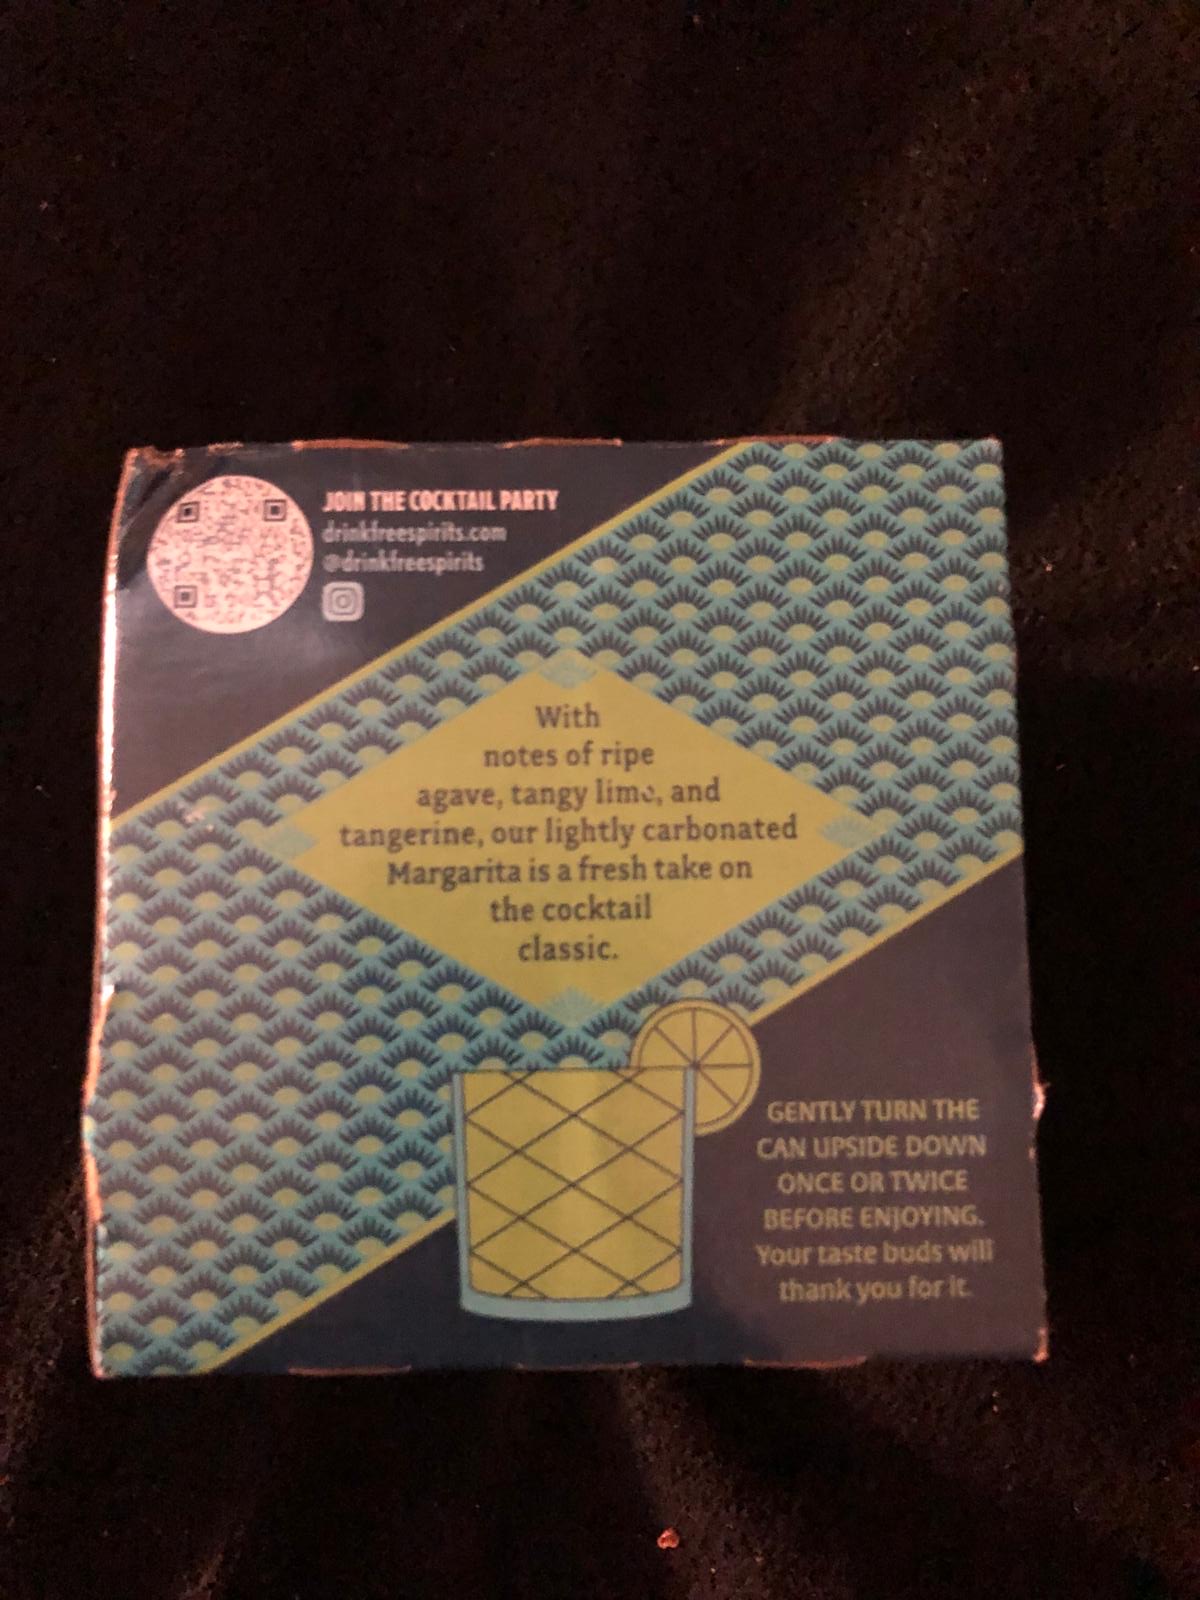 JOIN THE COCKTAIL PARTY
drinkfreespirits.com
@drinkfreespirits
With
notes of ripe
agave, tangy lime, and
tangerine, our lightly carbonated
Margarita is a fresh take on
the cocktail
classic.
GENTLY TURN THE
CAN UPSIDE DOWN
ONCE OR TWICE
BEFORE ENJOYING.
Your taste buds will
thank you for it.